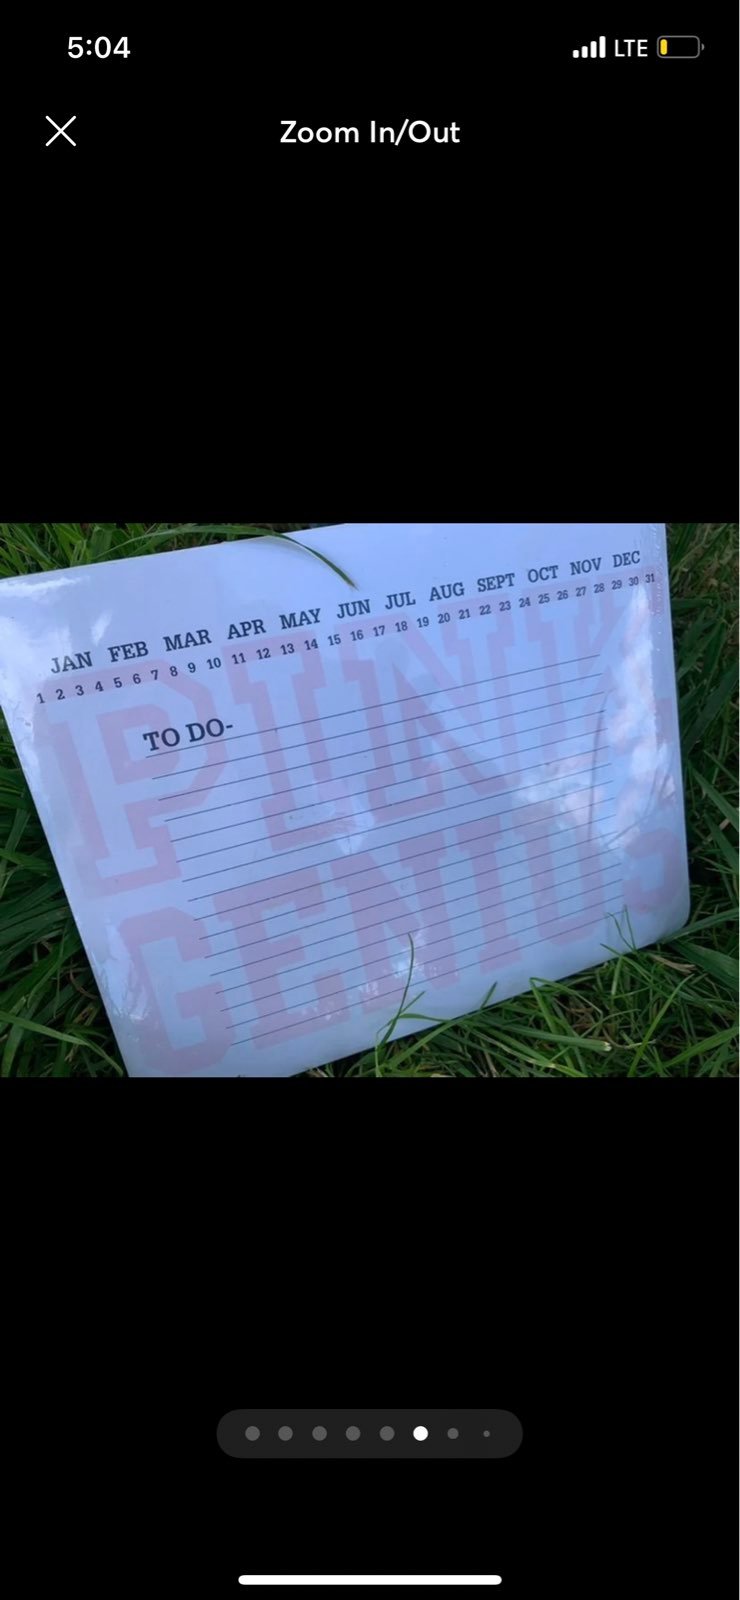 5:04 LTE
Zoom In/Out
JAN FEB MAR APR MAY JUN JUL AUG SEPT OCT NOV DEC
1 2 3 4 5 6 7 8 9 10 11 12 13 14 15 16 17 18 19 20 21 22 23 24 25 26 27 28 29 30 31
TO DO-
PINK
GENIUS